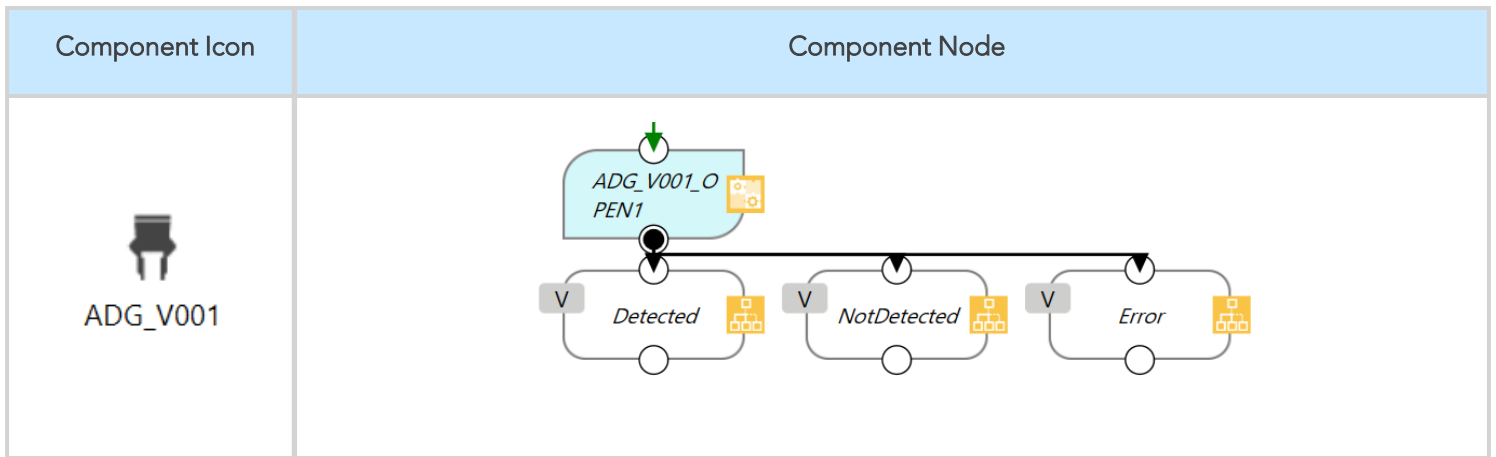 Component Icon
Component Node
ADG_V001
ADG_V001_O
PEN1
V
Detected
V
NotDetected
V
Error